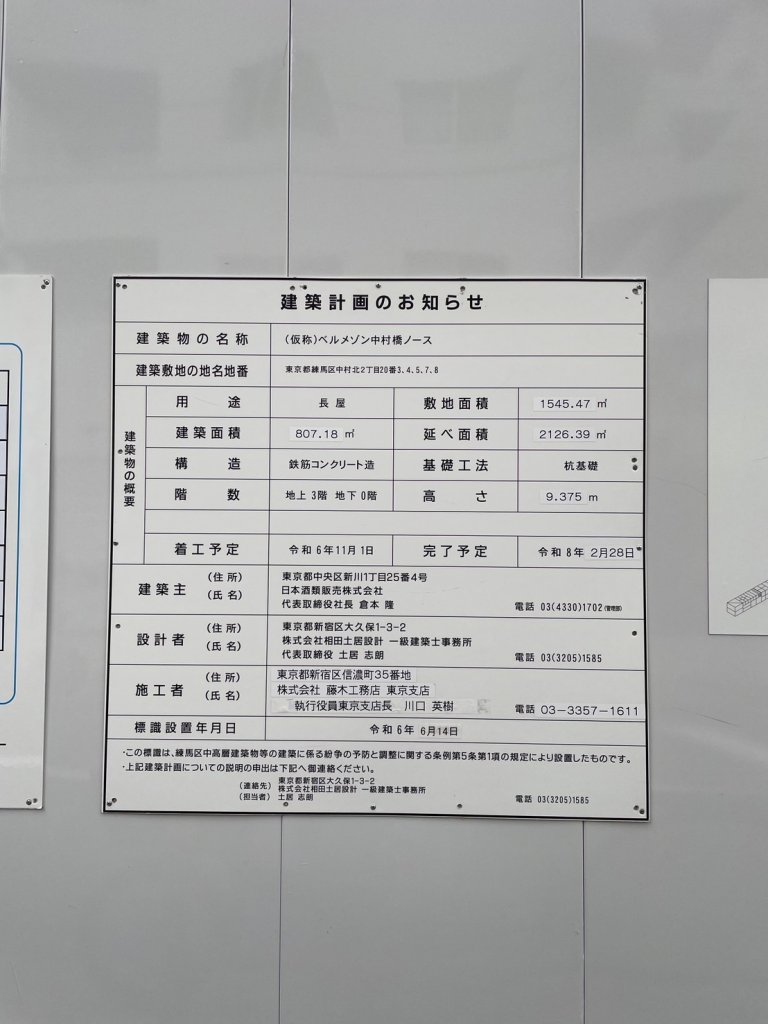 建築計画のお知らせ
建築物の名称 (仮称)ベルメゾン中村橋ノース
建築敷地の地名地番 東京都練馬区中村北2丁目20番3、4、5、7、8
建築物の概要
用途 長屋 敷地面積 1545.47 ㎡
建築面積 807.18 ㎡ 延べ面積 2126.39 ㎡
構造 鉄筋コンクリート造 基礎工法 杭基礎
階数 地上 3階 地下 0階 高さ 9.375 m
着工予定 令和 6年11月 1日 完了予定 令和 8年 2月28日
建築主 (住所) 東京都中央区新川1丁目25番4号
(氏名) 日本酒類販売株式会社
代表取締役社長 倉本 隆 電話 03(4330)1702(管理部)
設計者 (住所) 東京都新宿区大久保1-3-2
(氏名) 株式会社相田土居設計 一級建築士事務所
代表取締役 土居 志朗 電話 03(3205)1585
施工者 (住所) 東京都新宿区信濃町35番地
(氏名) 株式会社 藤木工務店 東京支店
執行役員東京支店長 川口 英樹 電話 03-3357-1611
標識設置年月日 令和 6年 6月14日
・この標識は、練馬区中高層建築物等の建築に係る紛争の予防と調整に関する条例第5条第1項の規定により設置したものです。
・上記建築計画についての説明の申出は下記へ御連絡ください。
東京都新宿区大久保1-3-2
(連絡先) 株式会社相田土居設計 一級建築士事務所
(担当者) 土居 志朗 電話 03(3205)1585